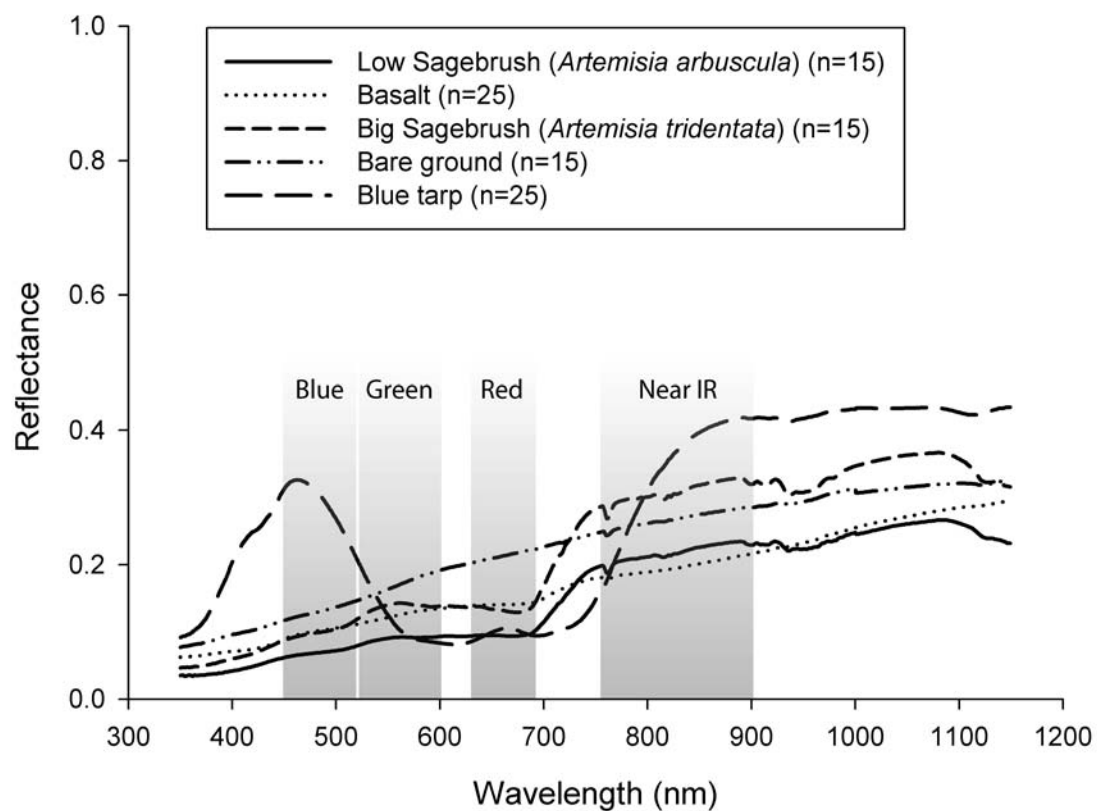 1.0
0.8
0.6
0.4
0.2
0.0
Reflectance
Low Sagebrush (Artemisia arbuscula) (n=15)
Basalt (n=25)
Big Sagebrush (Artemisia tridentata) (n=15)
Bare ground (n=15)
Blue tarp (n=25)
Blue Green Red Near IR
300 400 500 600 700 800 900 1000 1100 1200
Wavelength (nm)